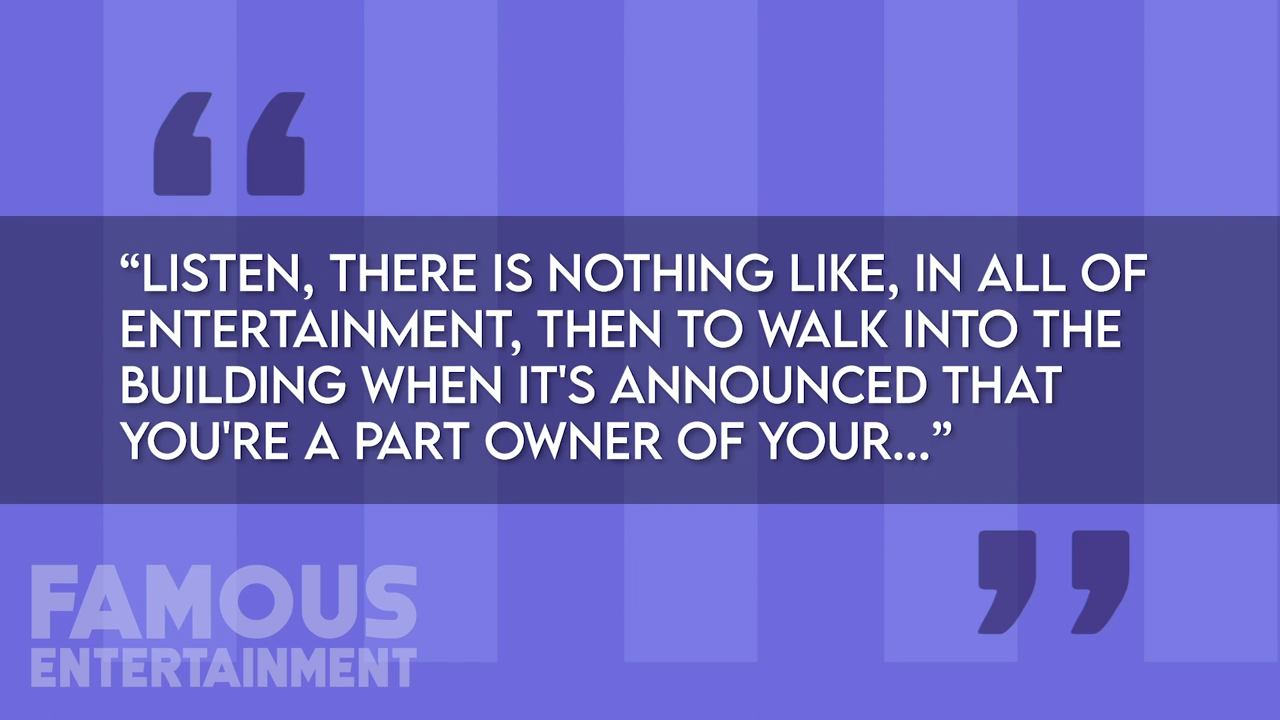 “LISTEN, THERE IS NOTHING LIKE, IN ALL OF
ENTERTAINMENT, THEN TO WALK INTO THE
BUILDING WHEN IT'S ANNOUNCED THAT
YOU'RE A PART OWNER OF YOUR...”
FAMOUS
ENTERTAINMENT